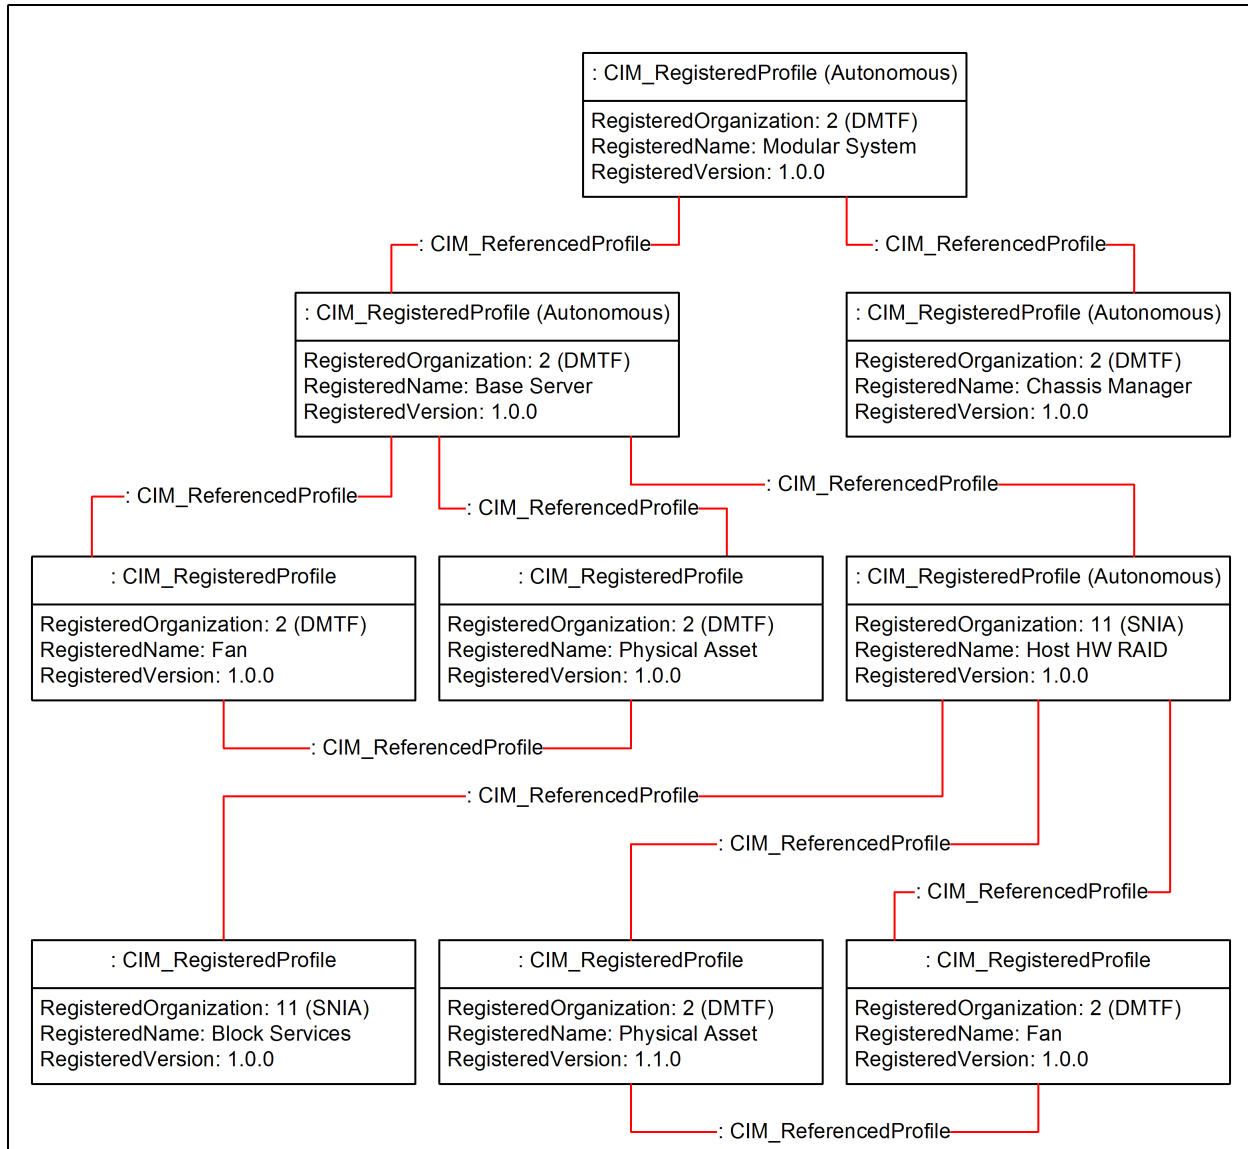 : CIM_RegisteredProfile (Autonomous)
RegisteredOrganization: 2 (DMTF)
RegisteredName: Modular System
RegisteredVersion: 1.0.0
: CIM_ReferencedProfile
: CIM_ReferencedProfile
: CIM_RegisteredProfile (Autonomous)
RegisteredOrganization: 2 (DMTF)
RegisteredName: Base Server
RegisteredVersion: 1.0.0
: CIM_RegisteredProfile (Autonomous)
RegisteredOrganization: 2 (DMTF)
RegisteredName: Chassis Manager
RegisteredVersion: 1.0.0
: CIM_ReferencedProfile
: CIM_ReferencedProfile
: CIM_ReferencedProfile
: CIM_RegisteredProfile
RegisteredOrganization: 2 (DMTF)
RegisteredName: Fan
RegisteredVersion: 1.0.0
: CIM_RegisteredProfile
RegisteredOrganization: 2 (DMTF)
RegisteredName: Physical Asset
RegisteredVersion: 1.0.0
: CIM_RegisteredProfile (Autonomous)
RegisteredOrganization: 11 (SNIA)
RegisteredName: Host HW RAID
RegisteredVersion: 1.0.0
: CIM_ReferencedProfile
: CIM_ReferencedProfile
: CIM_ReferencedProfile
: CIM_ReferencedProfile
: CIM_RegisteredProfile
RegisteredOrganization: 11 (SNIA)
RegisteredName: Block Services
RegisteredVersion: 1.0.0
: CIM_RegisteredProfile
RegisteredOrganization: 2 (DMTF)
RegisteredName: Physical Asset
RegisteredVersion: 1.1.0
: CIM_RegisteredProfile
RegisteredOrganization: 2 (DMTF)
RegisteredName: Fan
RegisteredVersion: 1.0.0
: CIM_ReferencedProfile